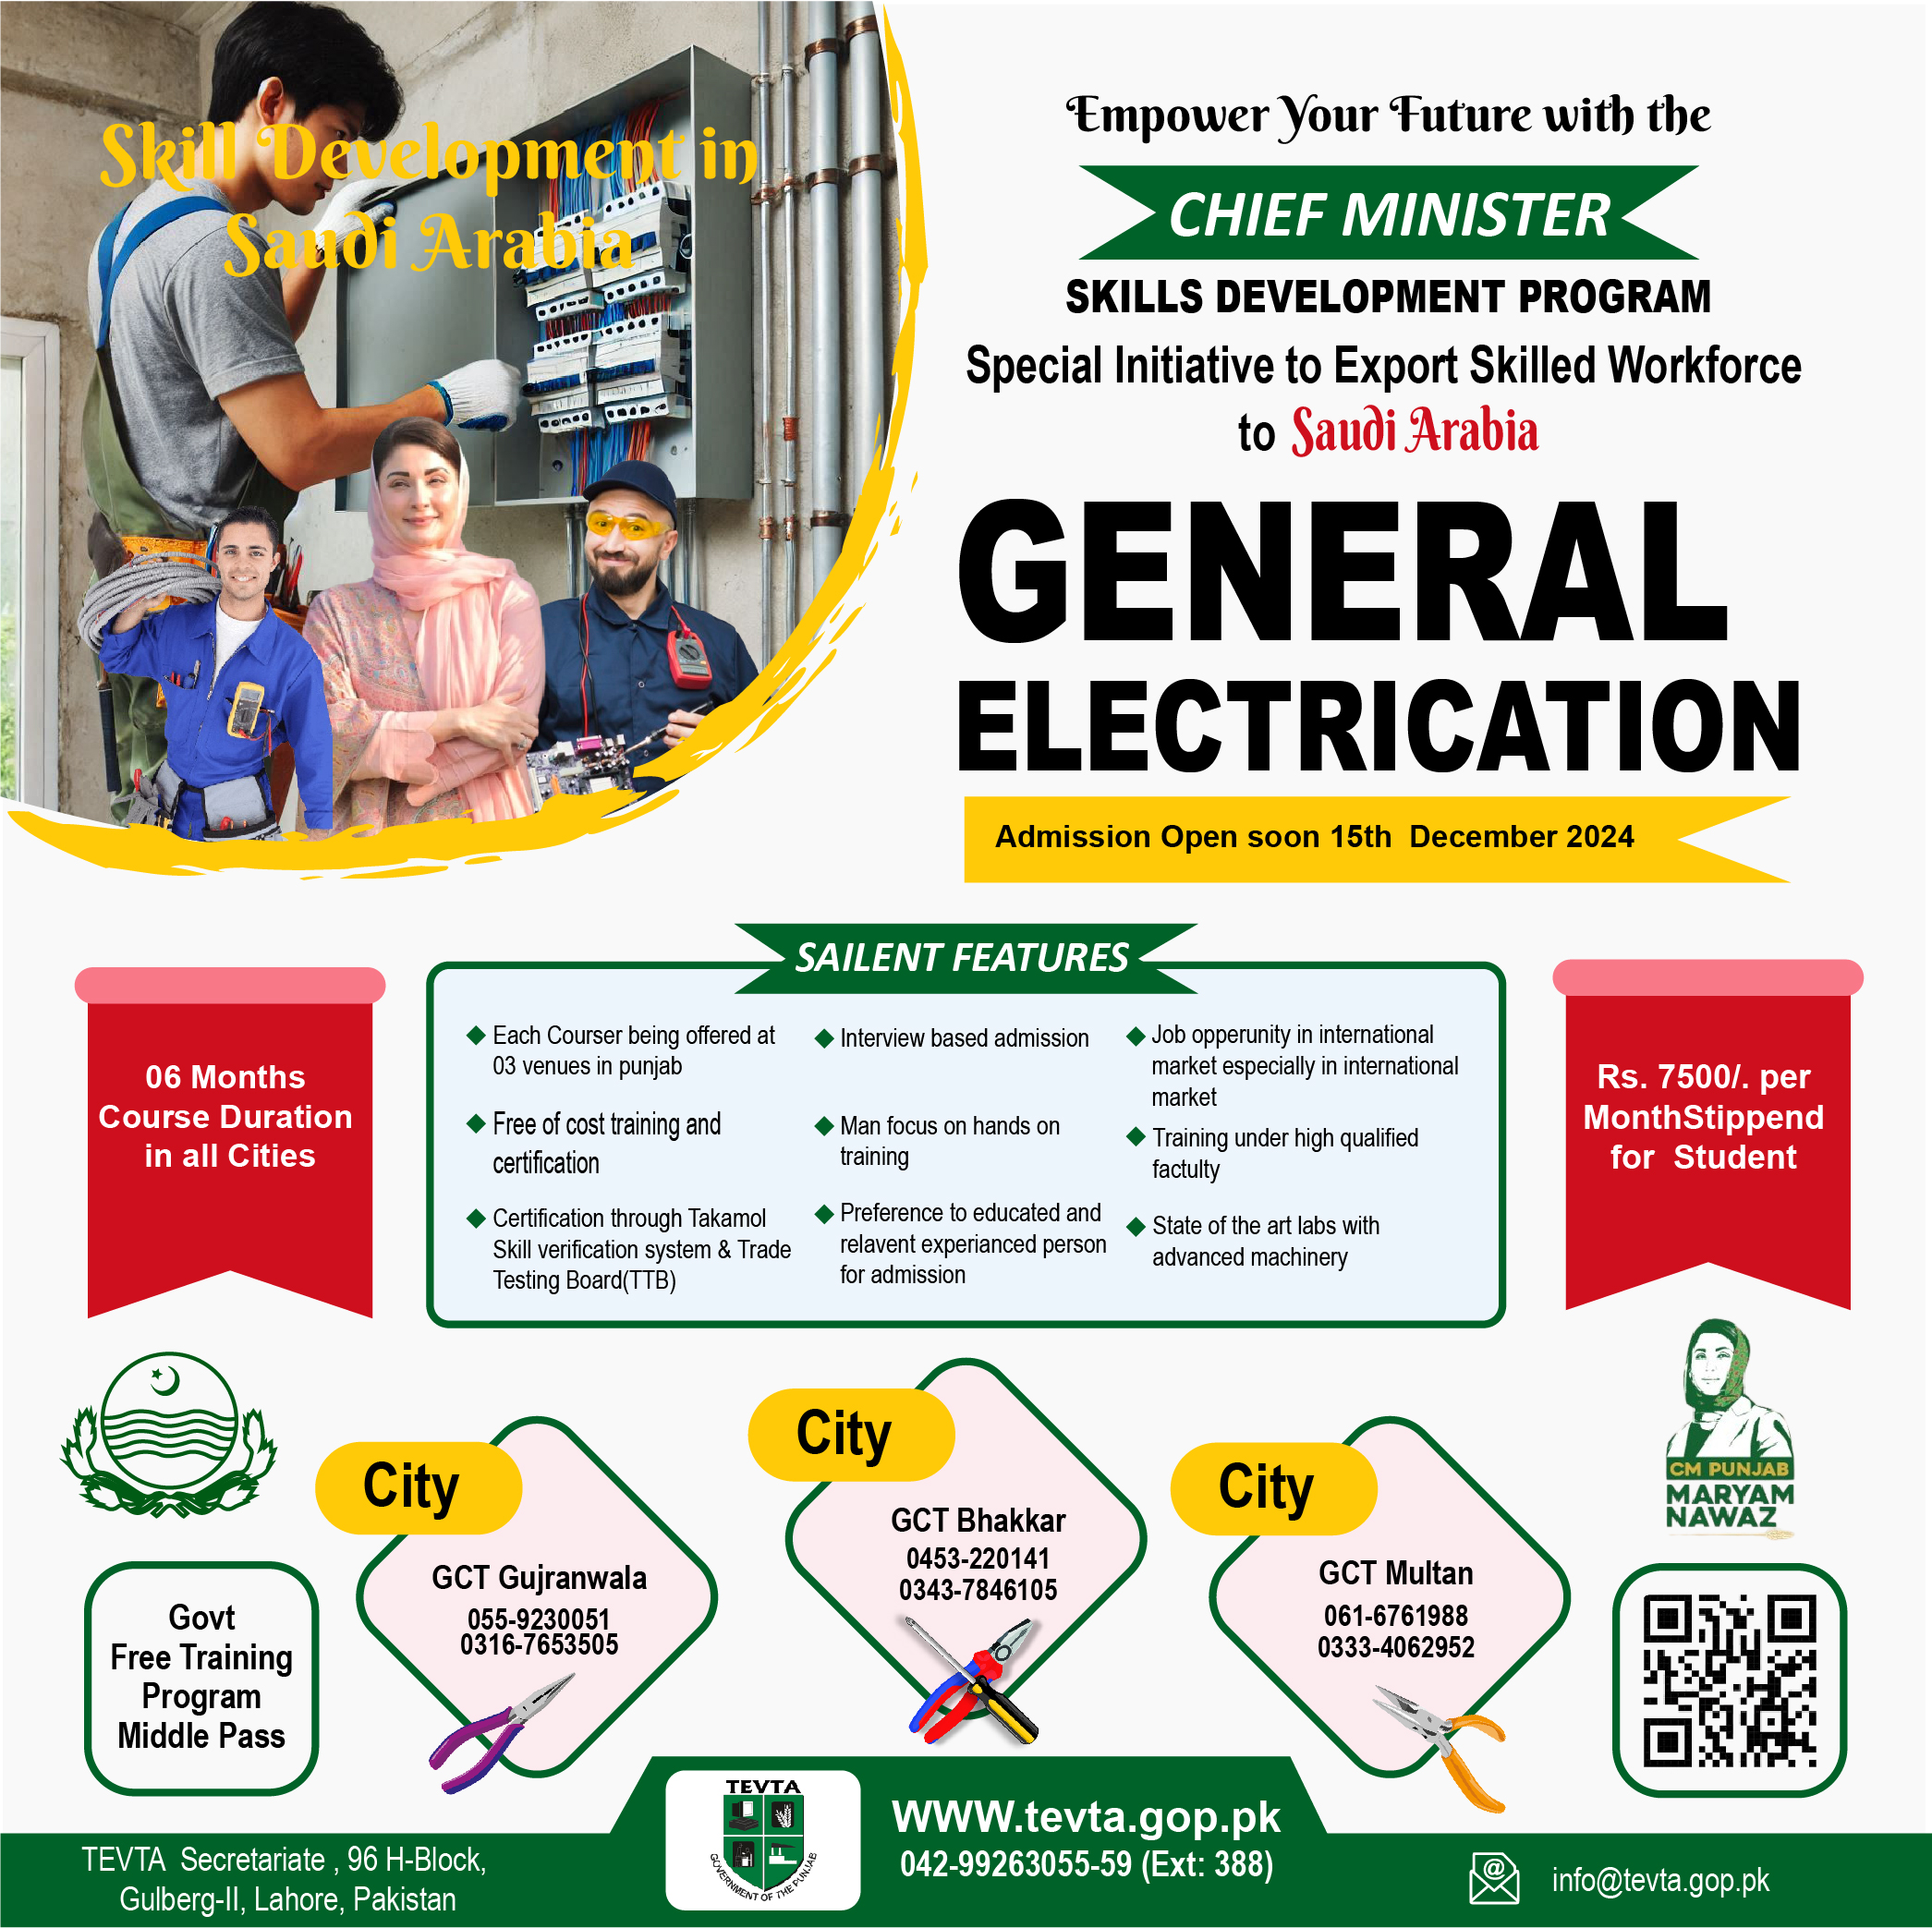 Skill Development in
Saudi Arabia
Empower Your Future with the
CHIEF MINISTER
SKILLS DEVELOPMENT PROGRAM
Special Initiative to Export Skilled Workforce
to Saudi Arabia
GENERAL
ELECTRICATION
Admission Open soon 15th December 2024
SAILENT FEATURES
06 Months
Course Duration
in all Cities
Each Courser being offered at
03 venues in punjab
Free of cost training and
certification
Certification through Takamol
Skill verification system & Trade
Testing Board(TTB)
Interview based admission
Man focus on hands on
training
Preference to educated and
relavent experianced person
for admission
Job opperunity in international
market especially in international
market
Training under high qualified
factulty
State of the art labs with
advanced machinery
Rs. 7500/. per
MonthStippend
for Student
City
GCT Gujranwala
055-9230051
0316-7653505
City
GCT Bhakkar
0453-220141
0343-7846105
City
GCT Multan
061-6761988
0333-4062952
CM PUNJAB
MARYAM
NAWAZ
Govt
Free Training
Program
Middle Pass
TEVTA Secretariate , 96 H-Block,
Gulberg-II, Lahore, Pakistan
TEVTA
GOVERNMENT OF THE PUNJAB
WWW.tevta.gop.pk
042-99263055-59 (Ext: 388)
info@tevta.gop.pk